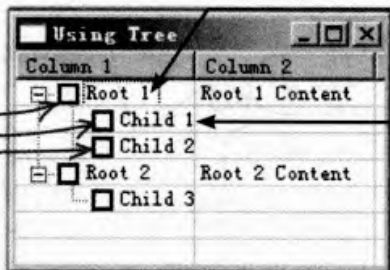 Using Tree
Column 1 Column 2
Root 1 Root 1 Content
Child 1
Child 2
Root 2 Root 2 Content
Child 3